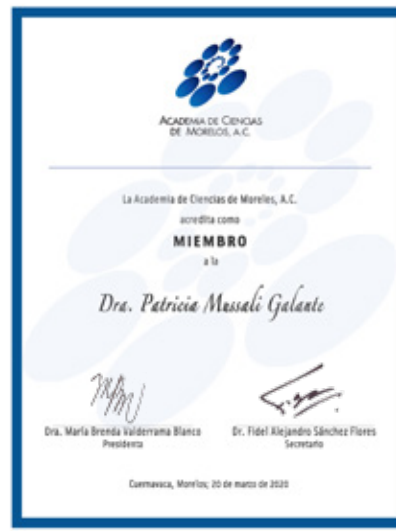 ACADEMIA DE CIENCIAS
DE MORELOS, A.C.
La Academia de Ciencias de Morelos, A.C.
acredita como
MIEMBRO
a la
Dra. Patricia Mussali Galante
Dra. María Brenda Valderrama Blanco
Presidenta
Dr. Fidel Alejandro Sánchez Flores
Secretario
Cuernavaca, Morelos; 20 de marzo de 2020